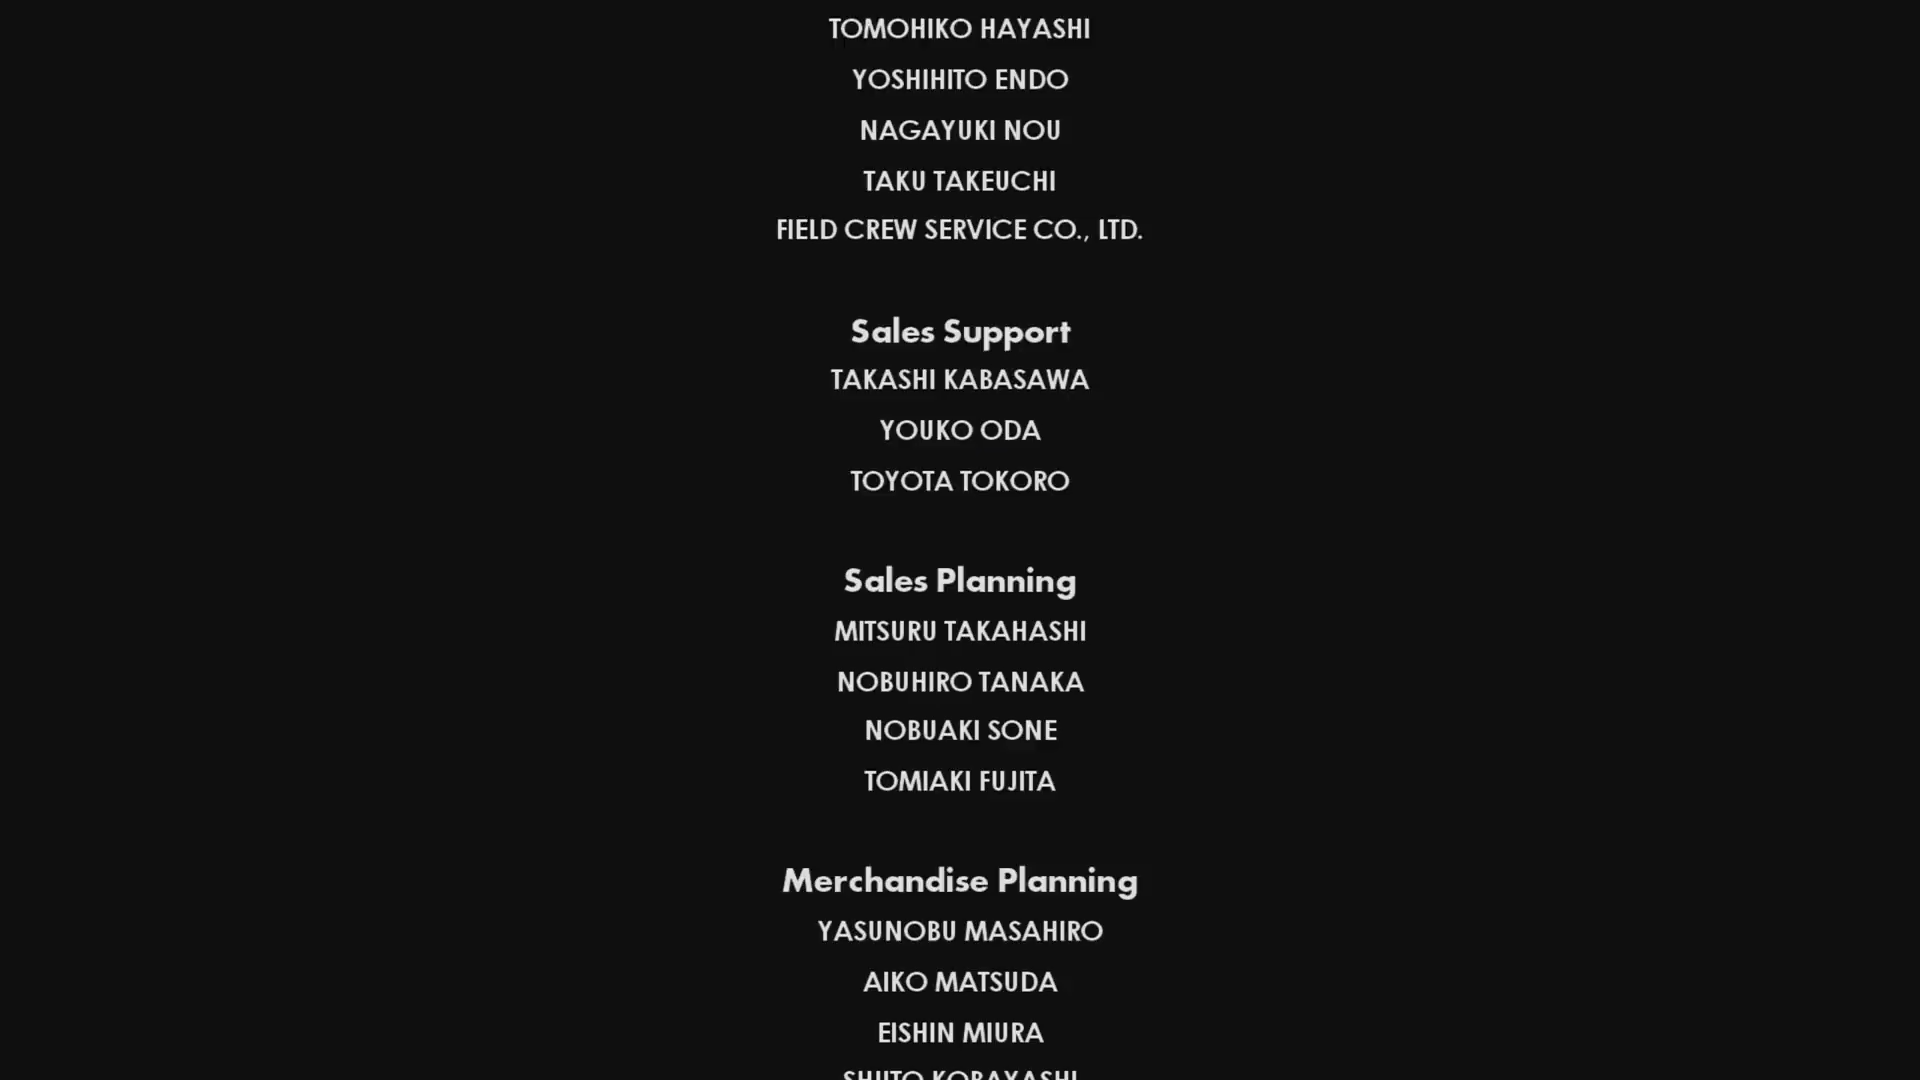 TOMOHIKO HAYASHI
YOSHIHITO ENDO
NAGAYUKI NOU
TAKU TAKEUCHI
FIELD CREW SERVICE CO., LTD.
Sales Support
TAKASHI KABASAWA
YOUKO ODA
TOYOTA TOKORO
Sales Planning
MITSURU TAKAHASHI
NOBUHIRO TANAKA
NOBUAKI SONE
TOMIAKI FUJITA
Merchandise Planning
YASUNOBU MASAHIRO
AIKO MATSUDA
EISHIN MIURA
KOBAYASHI